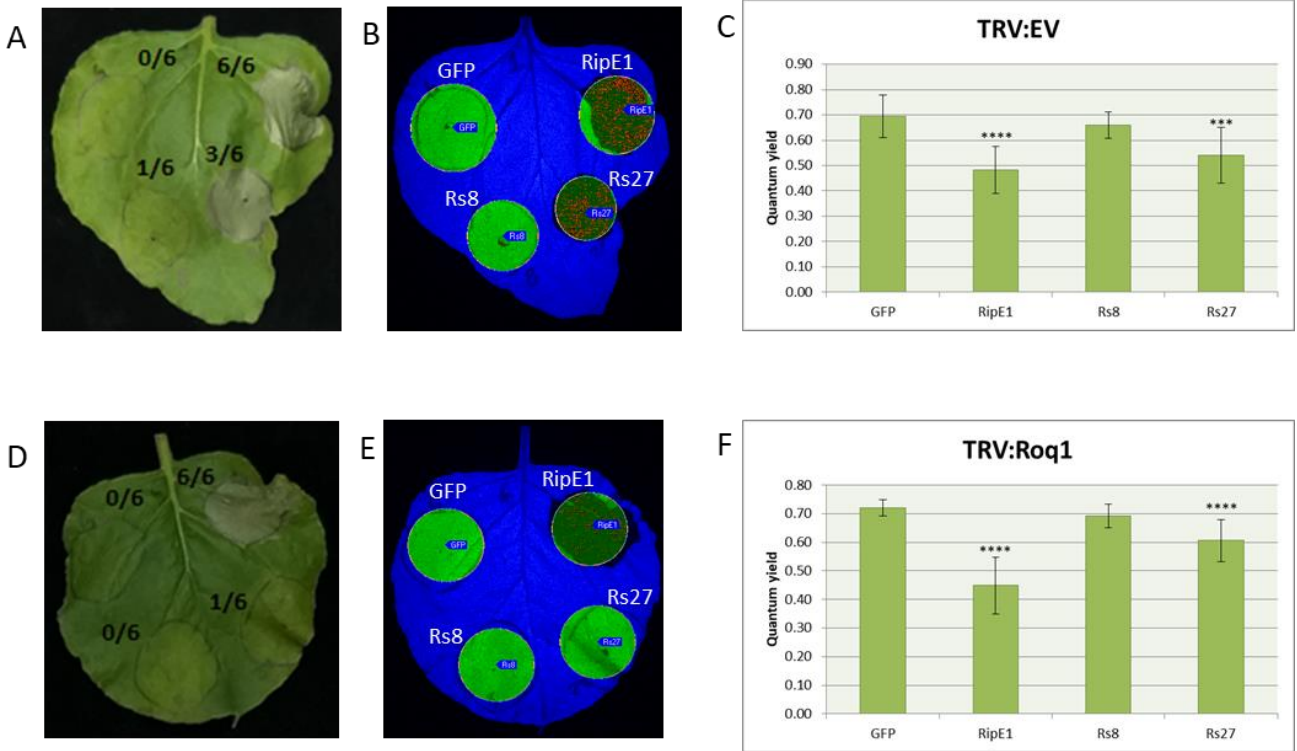 A
0/6
6/6
1/6
3/6
B
GFP
RipE1
Rs8
Rs27
GFP
RipE1
Rs8
Rs27
C
TRV:EV
Quantum yield
0.90
0.80
0.70
0.60
0.50
0.40
0.30
0.20
0.10
0.00
****
***
GFP RipE1 Rs8 Rs27
D
0/6
6/6
0/6
1/6
E
GFP
RipE1
Rs8
Rs27
GFP
RipE1
Rs8
Rs27
F
TRV:Roq1
Quantum yield
0.80
0.70
0.60
0.50
0.40
0.30
0.20
0.10
0.00
****
****
GFP RipE1 Rs8 Rs27